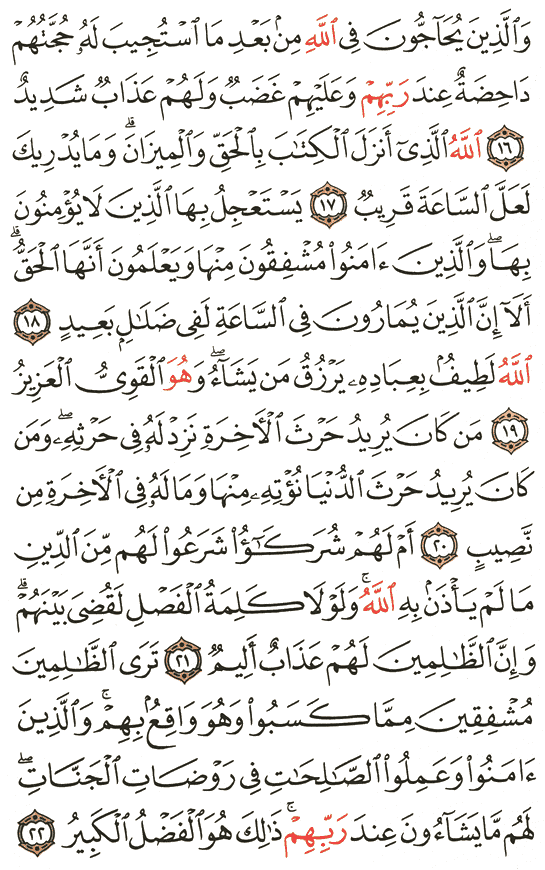 وَٱلَّذِينَ يُحَآجُّونَ فِى ٱللَّهِ مِنۢ بَعْدِ مَا ٱسْتُجِيبَ لَهُۥ حُجَّتُهُمْ
دَاحِضَةٌ عِندَ رَبِّهِمْ وَعَلَيْهِمْ غَضَبٌ وَلَهُمْ عَذَابٌ شَدِيدٌ
١٦ ٱللَّهُ ٱلَّذِىٓ أَنزَلَ ٱلْكِتَٰبَ بِٱلْحَقِّ وَٱلْمِيزَانَ ۗ وَمَا يُدْرِيكَ
لَعَلَّ ٱلسَّاعَةَ قَرِيبٌ ١٧ يَسْتَعْجِلُ بِهَا ٱلَّذِينَ لَا يُؤْمِنُونَ
بِهَا ۖ وَٱلَّذِينَ ءَامَنُوا۟ مُشْفِقُونَ مِنْهَا وَيَعْلَمُونَ أَنَّهَا ٱلْحَقُّ ۗ
أَلَآ إِنَّ ٱلَّذِينَ يُمَارُونَ فِى ٱلسَّاعَةِ لَفِى ضَلَٰلٍۭ بَعِيدٍ ١٨
ٱللَّهُ لَطِيفٌۢ بِعِبَادِهِۦ يَرْزُقُ مَن يَشَآءُ ۖ وَهُوَ ٱلْقَوِىُّ ٱلْعَزِيزُ
١٩ مَن كَانَ يُرِيدُ حَرْثَ ٱلْـَٔاخِرَةِ نَزِدْ لَهُۥ فِى حَرْثِهِۦ ۖ وَمَن
كَانَ يُرِيدُ حَرْثَ ٱلدُّنْيَا نُؤْتِهِۦ مِنْهَا وَمَا لَهُۥ فِى ٱلْـَٔاخِرَةِ مِن
نَّصِيبٍ ٢٠ أَمْ لَهُمْ شُرَكَٰٓؤُا۟ شَرَعُوا۟ لَهُم مِّنَ ٱلدِّينِ
مَا لَمْ يَأْذَنۢ بِهِ ٱللَّهُ ۚ وَلَوْلَا كَلِمَةُ ٱلْفَصْلِ لَقُضِىَ بَيْنَهُمْ ۗ
وَإِنَّ ٱلظَّٰلِمِينَ لَهُمْ عَذَابٌ أَلِيمٌ ٢١ تَرَى ٱلظَّٰلِمِينَ
مُشْفِقِينَ مِمَّا كَسَبُوا۟ وَهُوَ وَاقِعٌۢ بِهِمْ ۗ وَٱلَّذِينَ
ءَامَنُوا۟ وَعَمِلُوا۟ ٱلصَّٰلِحَٰتِ فِى رَوْضَاتِ ٱلْجَنَّاتِ ۖ
لَهُم مَّا يَشَآءُونَ عِندَ رَبِّهِمْ ۚ ذَٰلِكَ هُوَ ٱلْفَضْلُ ٱلْكَبِيرُ ٢٢